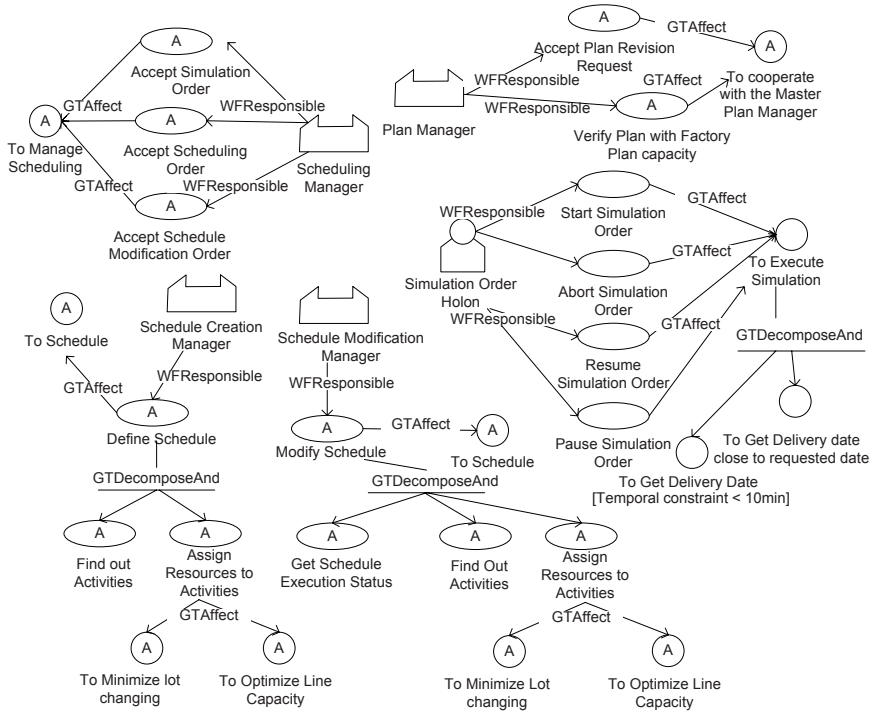 A
Accept Simulation
Order
GTAffect
WFResponsible
A
To Manage
Scheduling
A
Accept Scheduling
Order
Scheduling
Manager
GTAffect
WFResponsible
A
Accept Schedule
Modification Order
A
Accept Plan Revision
Request
GTAffect
A
To cooperate
with the Master
Plan Manager
Plan Manager
WFResponsible
WFResponsible
GTAffect
A
Verify Plan with Factory
Plan capacity
WFResponsible
Start Simulation
Order
GTAffect
Simulation Order
Holon
Abort Simulation
Order
GTAffect
To Execute
Simulation
WFResponsible
Resume
Simulation Order
GTAffect
GTDecomposeAnd
Pause Simulation
Order
To Get Delivery date
close to requested date
To Get Delivery Date
[Temporal constraint < 10min]
A
To Schedule
Schedule Creation
Manager
GTAffect
WFResponsible
A
Define Schedule
GTDecomposeAnd
A
Find out
Activities
A
Assign
Resources to
Activities
GTAffect
A
To Minimize lot
changing
A
To Optimize Line
Capacity
Schedule Modification
Manager
WFResponsible
A
Modify Schedule
GTAffect
A
To Schedule
GTDecomposeAnd
A
Get Schedule
Execution Status
A
Find Out
Activities
A
Assign
Resources to
Activities
GTAffect
A
To Minimize Lot
changing
A
To Optimize Line
Capacity